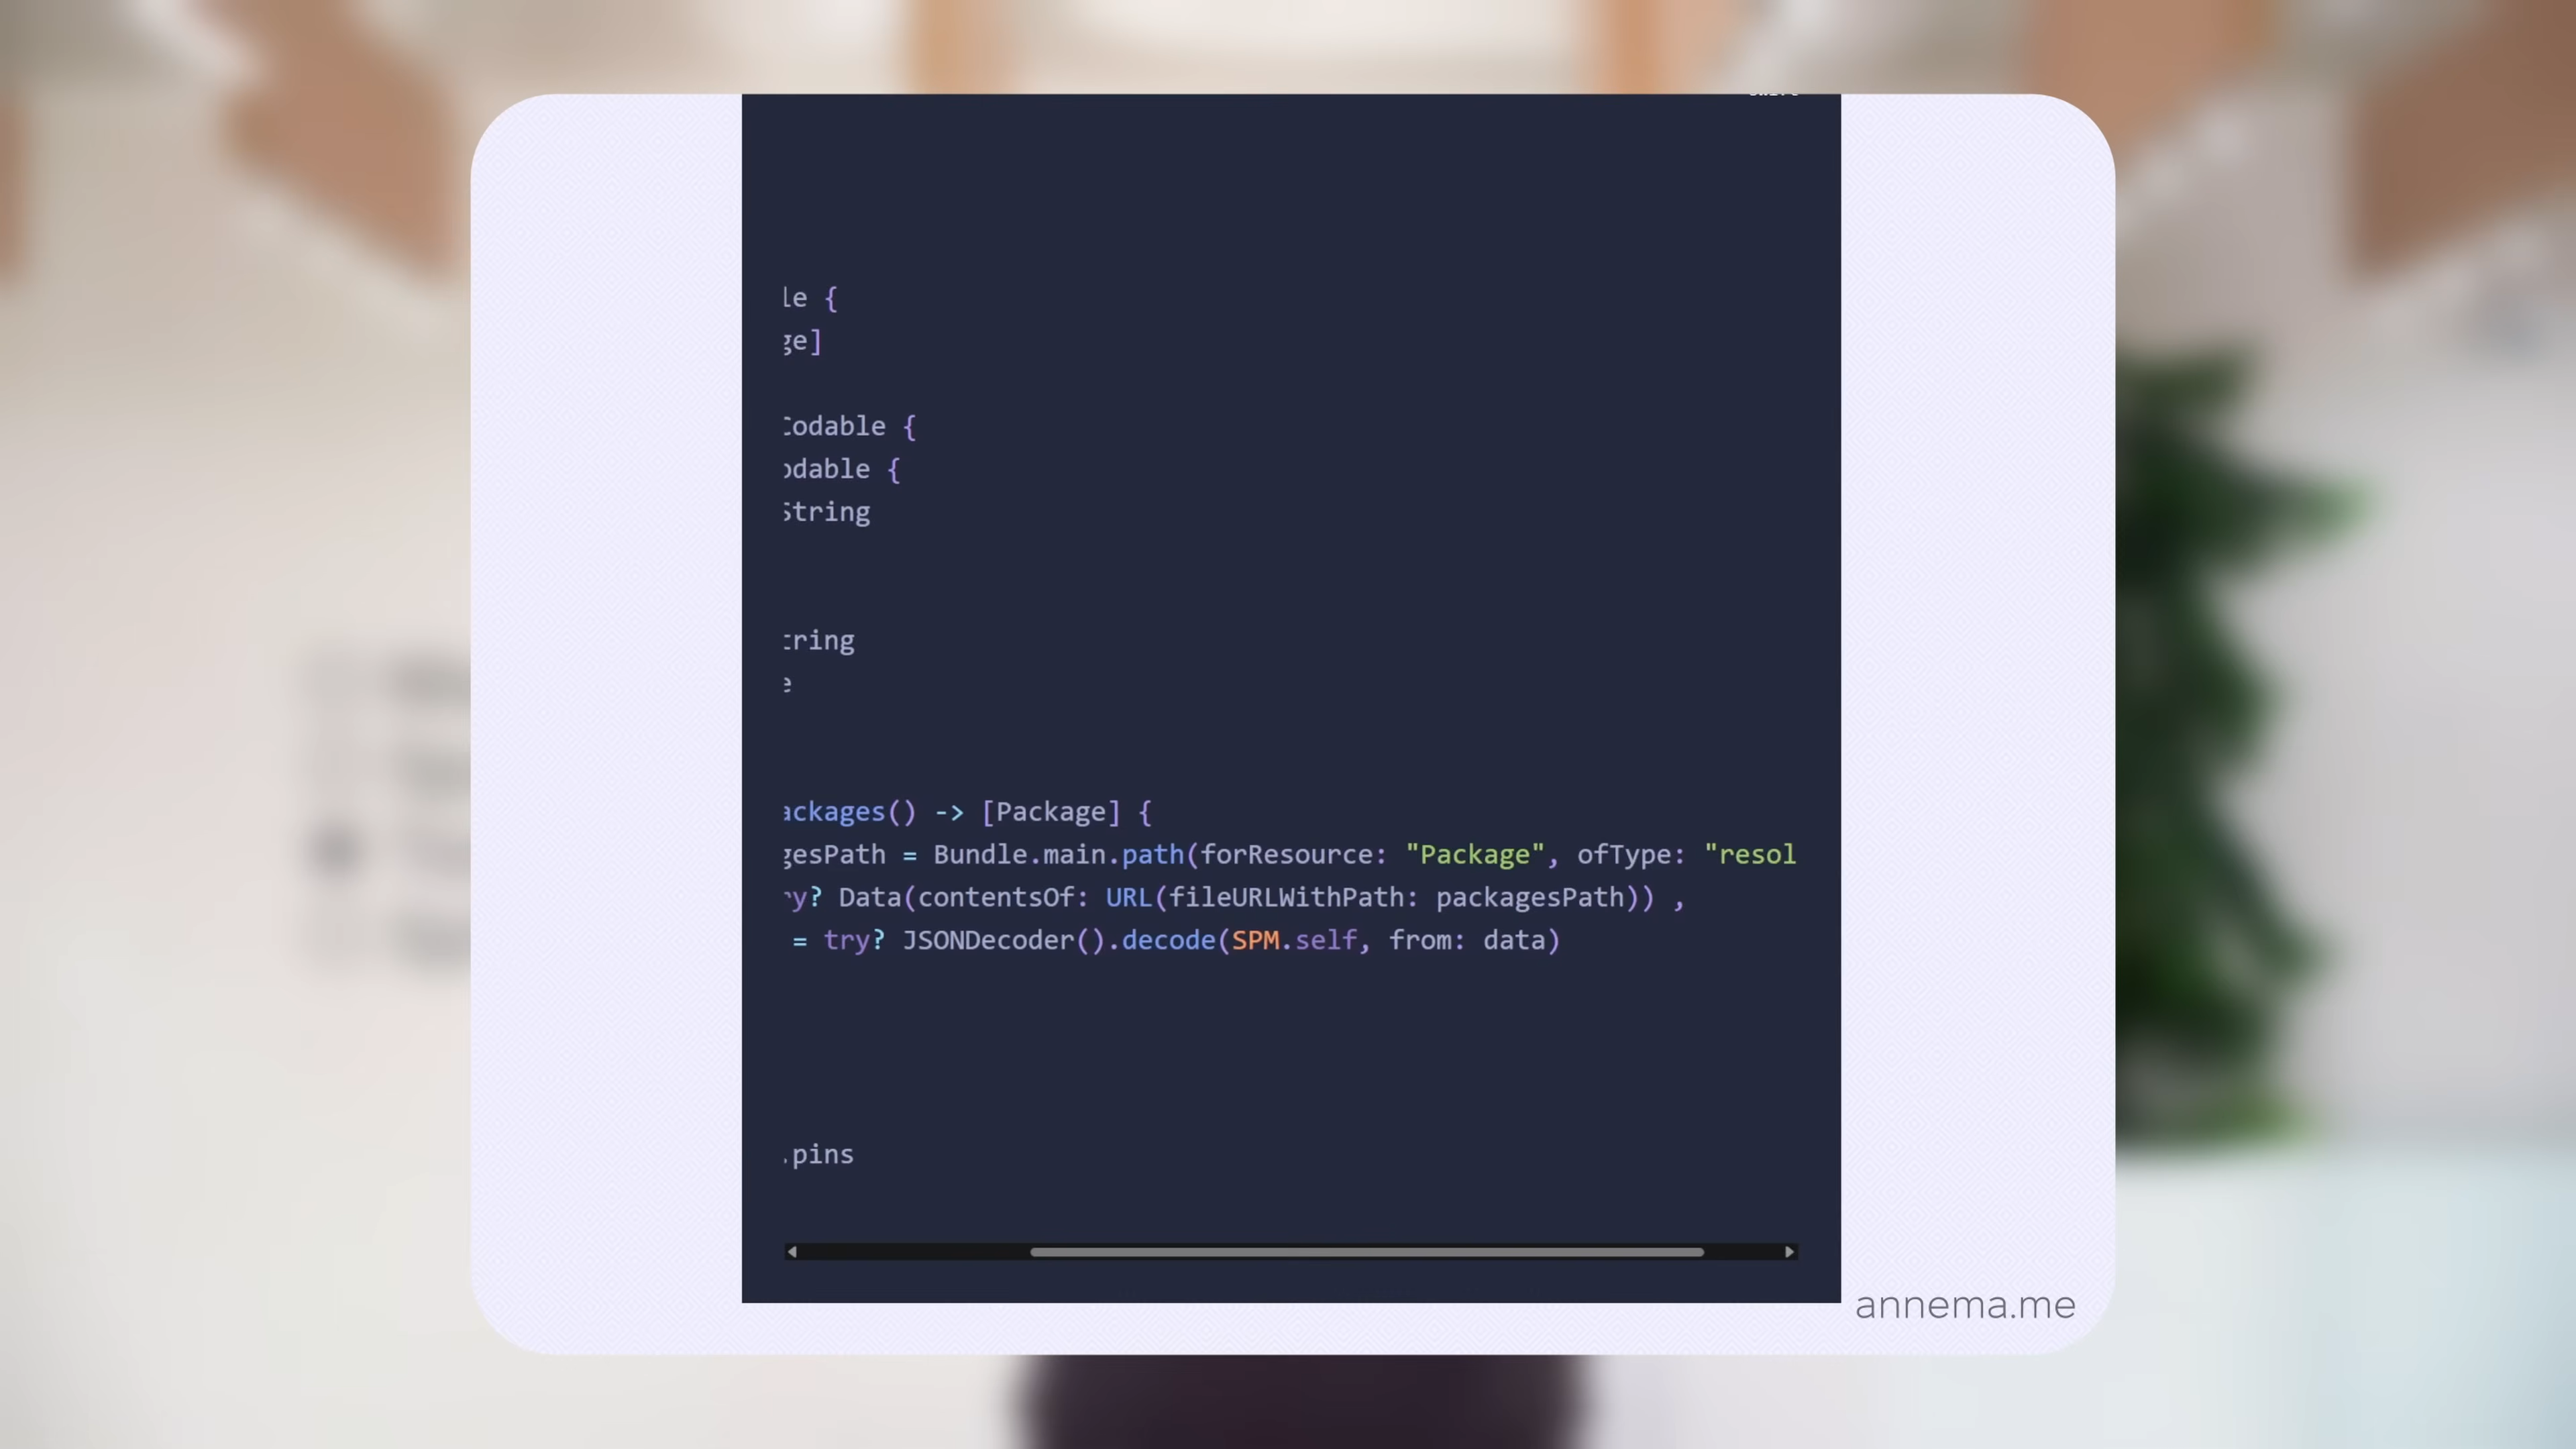 le {
ge]
Codable {
odable {
String
tring
e
ackages() -> [Package] {
gesPath = Bundle.main.path(forResource: "Package", ofType: "resol
ry? Data(contentsOf: URL(fileURLWithPath: packagesPath)) ,
= try? JSONDecoder().decode(SPM.self, from: data)
.pins
annema.me